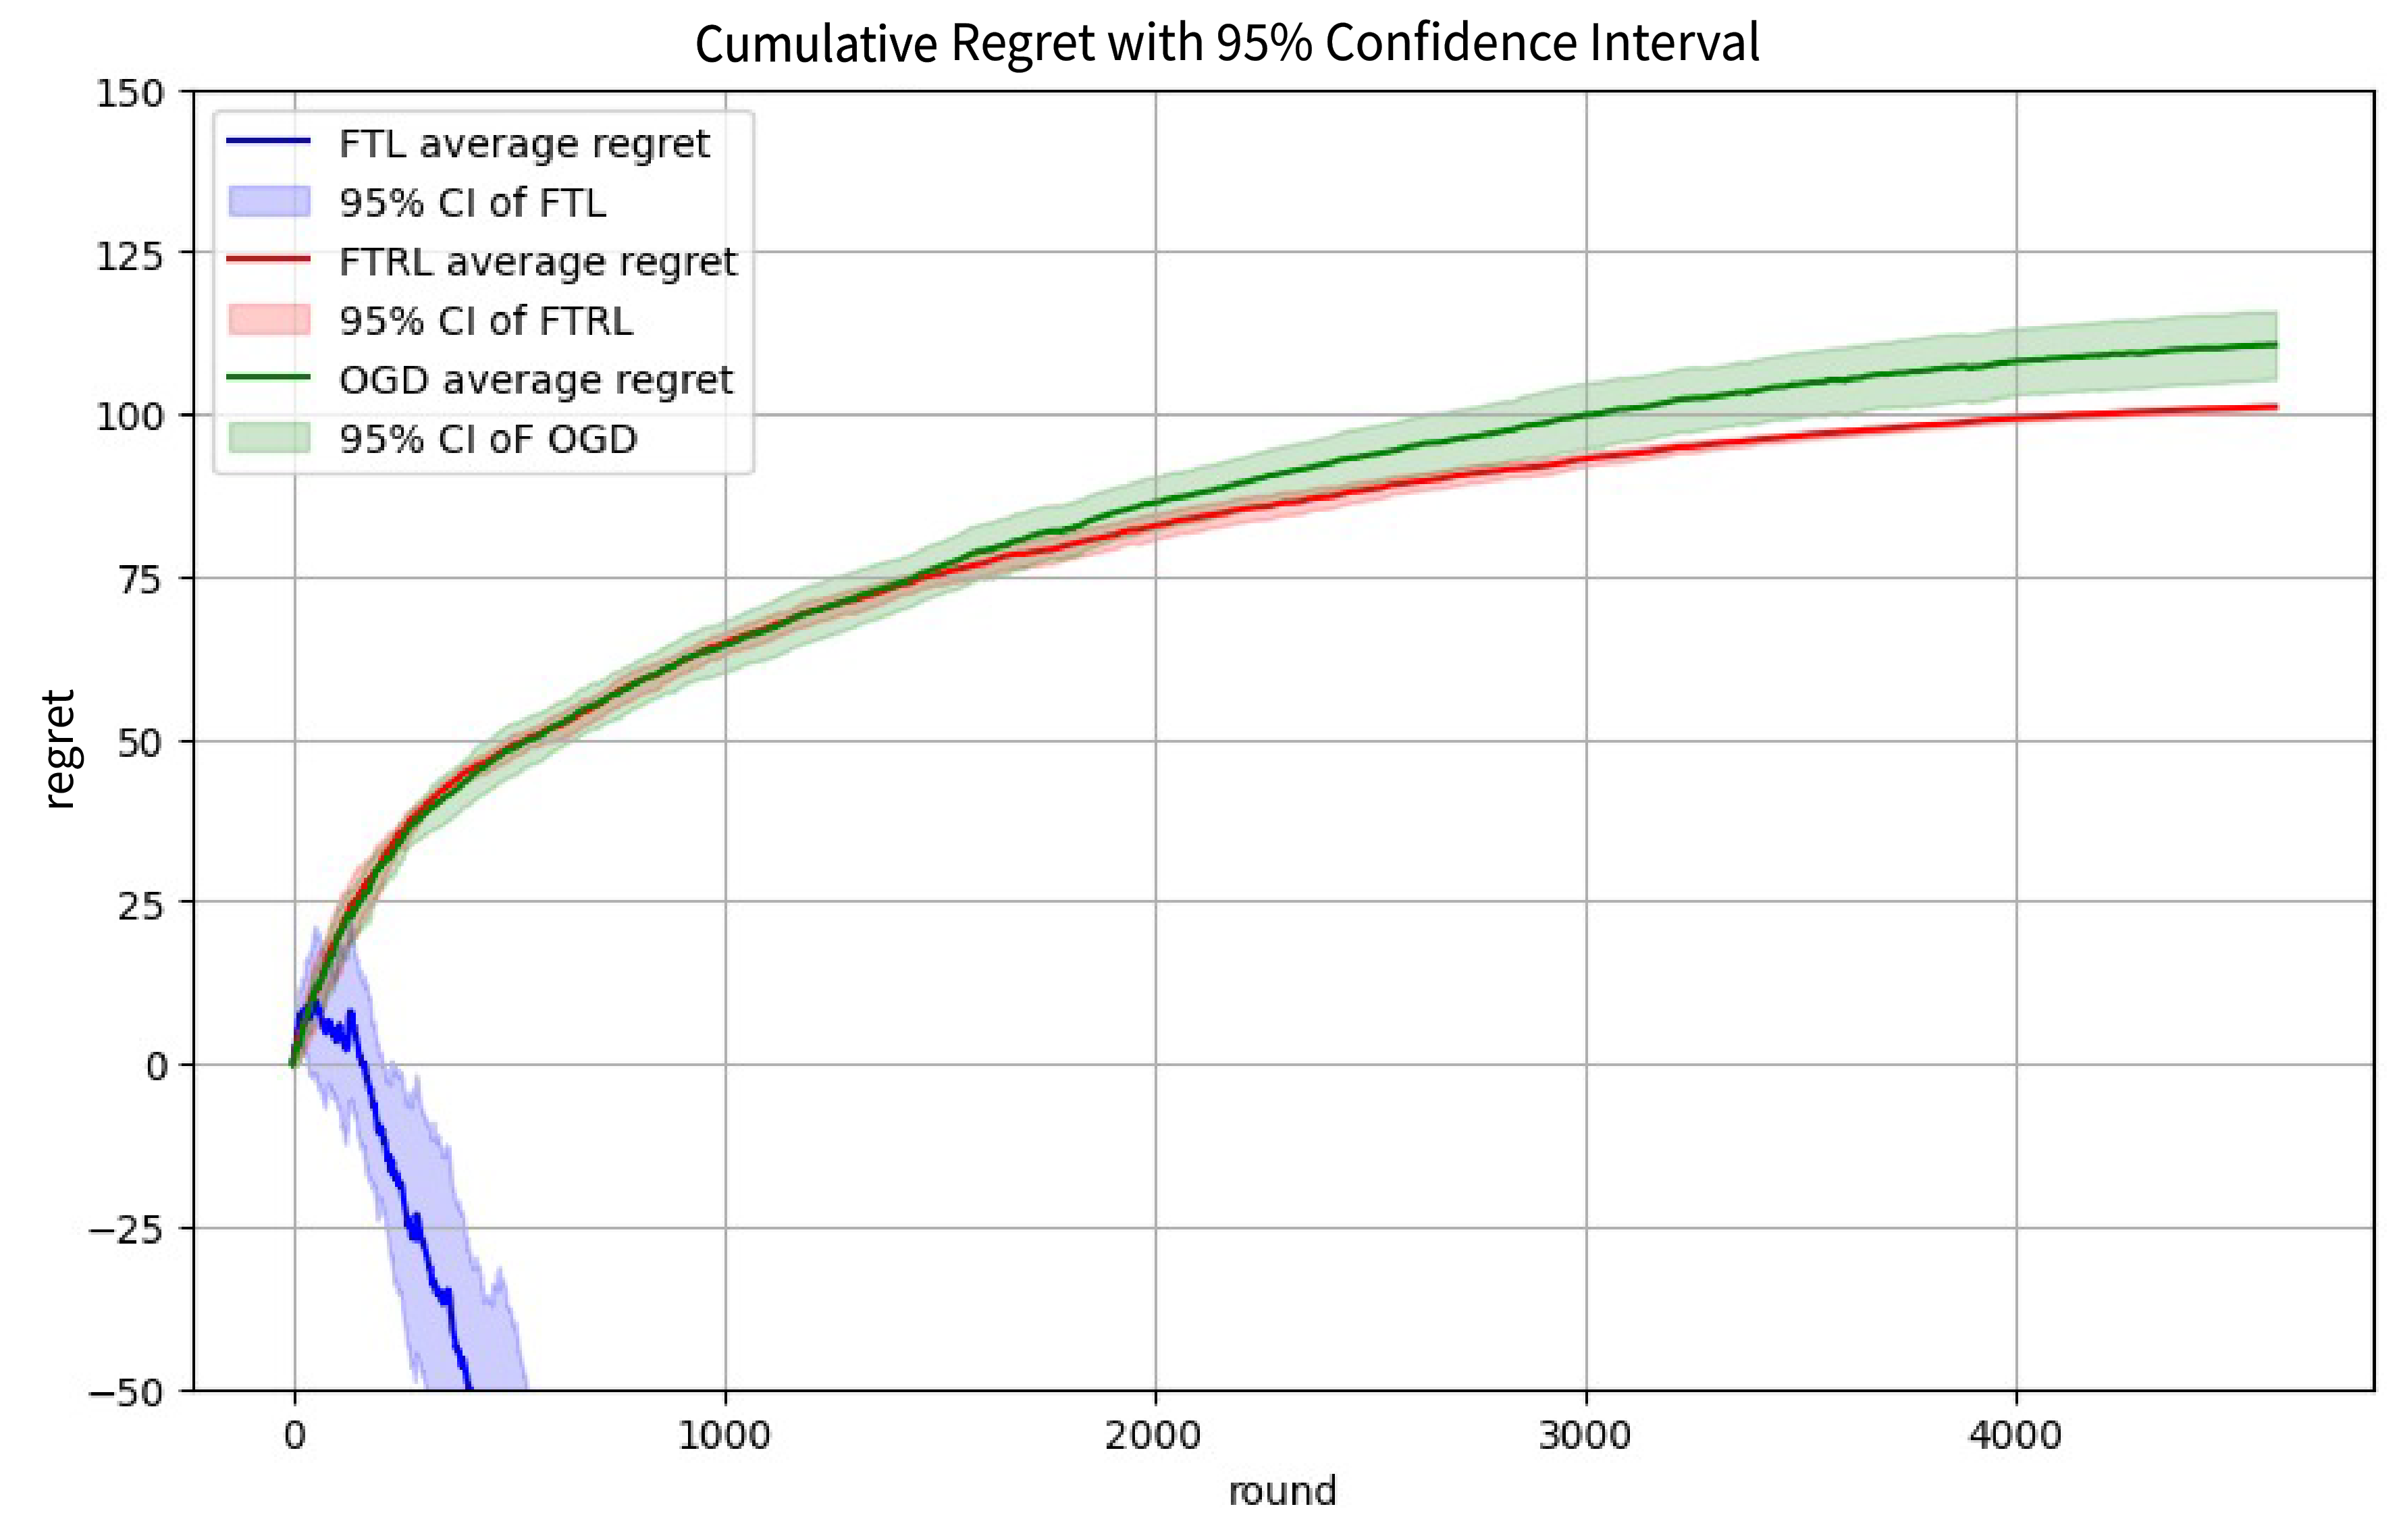 Cumulative Regret with 95% Confidence Interval
150
125
100
75
50
25
0
−25
−50
regret
FTL average regret
95% CI of FTL
FTRL average regret
95% CI of FTRL
OGD average regret
95% CI oF OGD
0 1000 2000 3000 4000
round